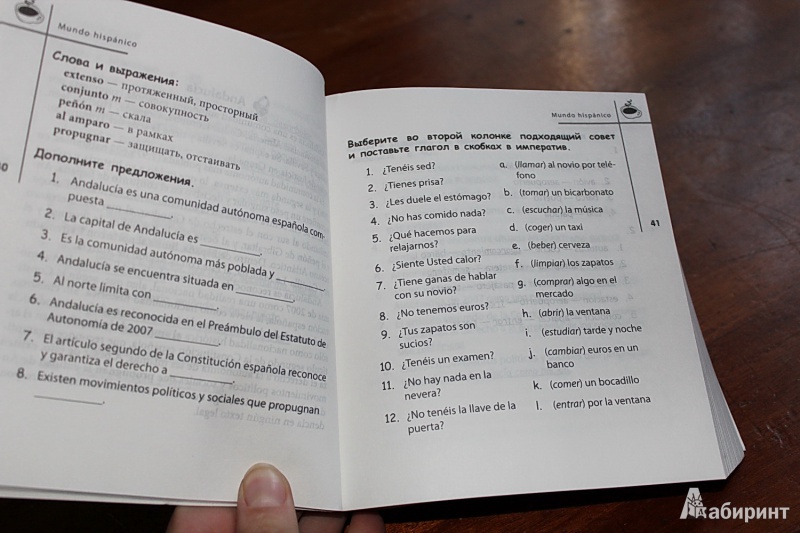 Mundo hispánico
Слова и выражения:
extenso — протяженный, просторный
conjunto m — совокупность
peñón m — скала
al amparo — в рамках
propugnar — защищать, отстаивать
Дополните предложения.
1. Andalucía es una comunidad autónoma española com-
puesta ____________.
2. La capital de Andalucía es ____________.
3. Es la comunidad autónoma más poblada y ____________.
4. Andalucía se encuentra situada en ____________.
5. Al norte limita con ____________.
6. Andalucía es reconocida en el Preámbulo del Estatuto de
Autonomía de 2007 ____________.
7. El artículo segundo de la Constitución española reconoce
y garantiza el derecho a ____________.
8. Existen movimientos políticos y sociales que propugnan
____________.
Mundo hispánico
Выберите во второй колонке подходящий совет
и поставьте глагол в скобках в императив.
1. ¿Tenéis sed?
2. ¿Tienes prisa?
3. ¿Les duele el estómago?
4. ¿No has comido nada?
5. ¿Qué hacemos para
relajarnos?
6. ¿Siente Usted calor?
7. ¿Tiene ganas de hablar
con su novio?
8. ¿No tenemos euros?
9. ¿Tus zapatos son
sucios?
10. ¿Tenéis un examen?
11. ¿No hay nada en la
nevera?
12. ¿No tenéis la llave de la
puerta?
a. (llamar) al novio por telé-
fono
b. (tomar) un bicarbonato
c. (escuchar) la música
d. (coger) un taxi
e. (beber) cerveza
f. (limpiar) los zapatos
g. (comprar) algo en el
mercado
h. (abrir) la ventana
i. (estudiar) tarde y noche
j. (cambiar) euros en un
banco
k. (comer) un bocadillo
l. (entrar) por la ventana
41
Лабиринт